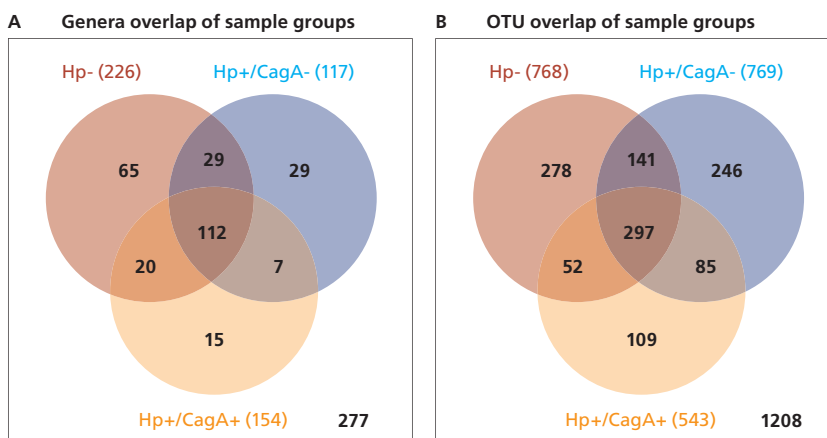 A Genera overlap of sample groups
Hp- (226) Hp+/CagA- (117)
65 29 29
112
20 7
15
Hp+/CagA+ (154) 277
B OTU overlap of sample groups
Hp- (768) Hp+/CagA- (769)
278 141 246
297
52 85
109
Hp+/CagA+ (543) 1208